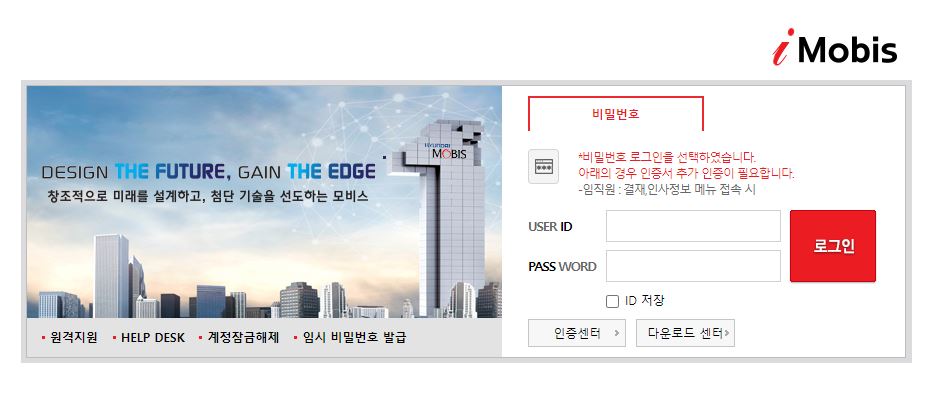 i Mobis
비밀번호
DESIGN THE FUTURE, GAIN THE EDGE
창조적으로 미래를 설계하고, 첨단 기술을 선도하는 모비스
HYUNDAI
MOBIS
*비밀번호 로그인을 선택하였습니다.
아래의 경우 인증서 추가 인증이 필요합니다.
-임직원 : 결재,인사정보 메뉴 접속 시
USER ID
PASS WORD
로그인
ID 저장
인증센터 > 다운로드 센터>
원격지원 HELP DESK 계정잠금해제 임시 비밀번호 발급